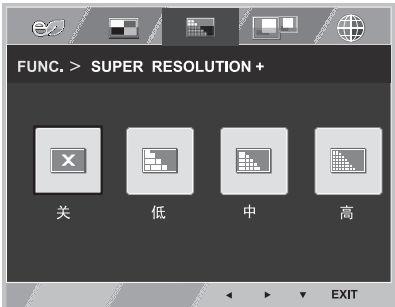 FUNC. > SUPER RESOLUTION +
关 低 中 高
EXIT